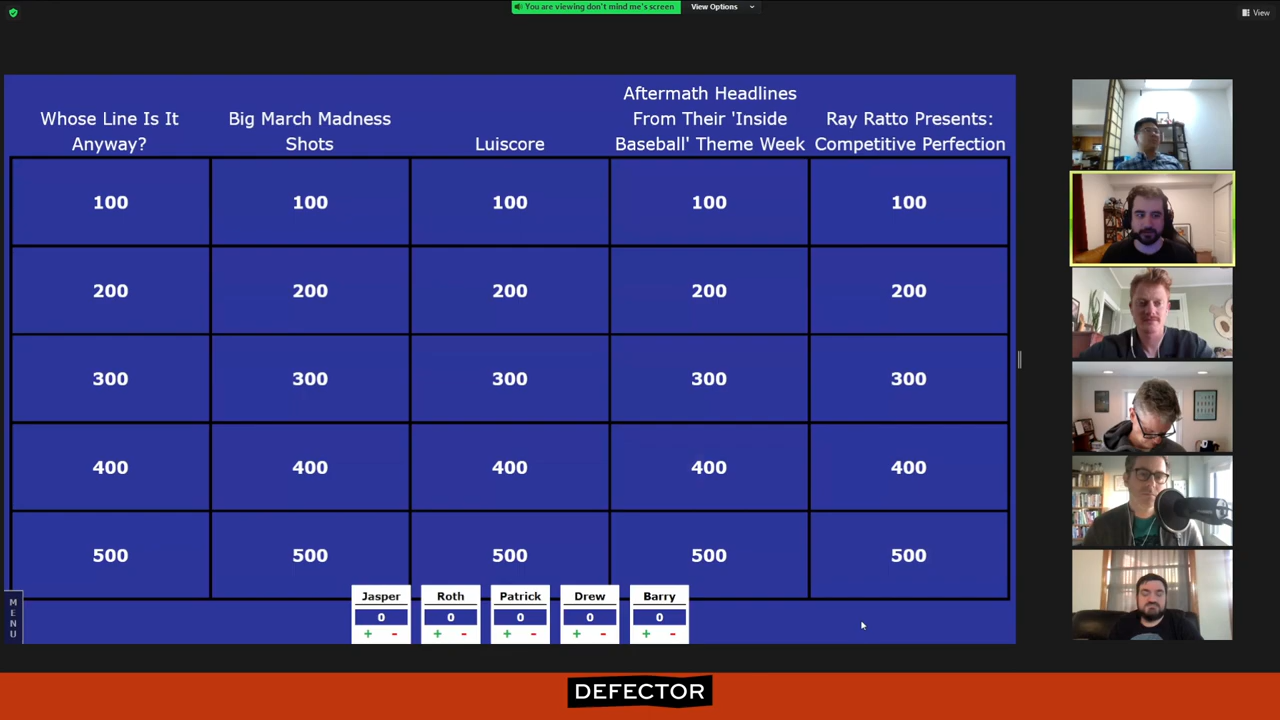 You are viewing don't mind me's screen
View Options
View
Whose Line Is It
Anyway?
Big March Madness
Shots
Luiscore
Aftermath Headlines
From Their 'Inside
Baseball' Theme Week
Ray Ratto Presents:
Competitive Perfection
100 100 100 100 100
200 200 200 200 200
300 300 300 300 300
400 400 400 400 400
500 500 500 500 500
MENU
Jasper Roth Patrick Drew Barry
0 0 0 0 0
+ - + - + - + - + -
DEFECTOR